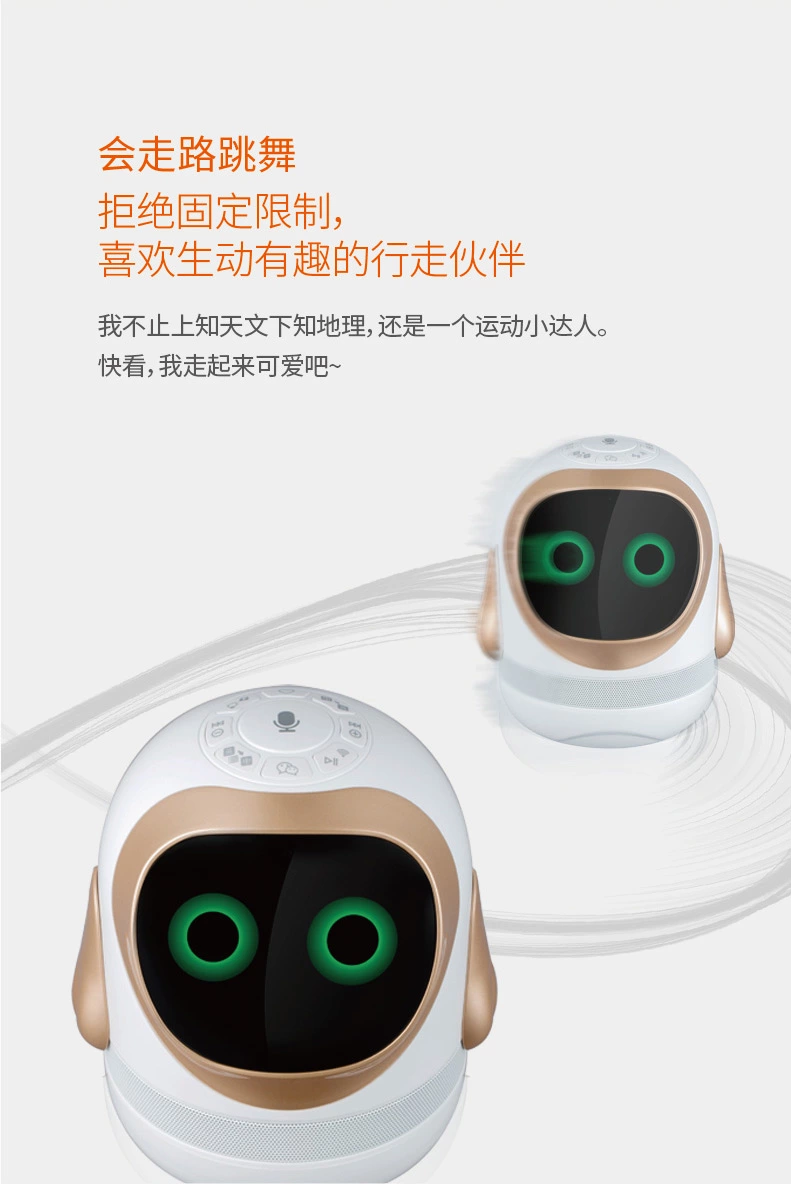 会走路跳舞
拒绝固定限制，
喜欢生动有趣的行走伙伴
我不止上知天文下知地理，还是一个运动小达人。
快看，我走起来可爱吧~